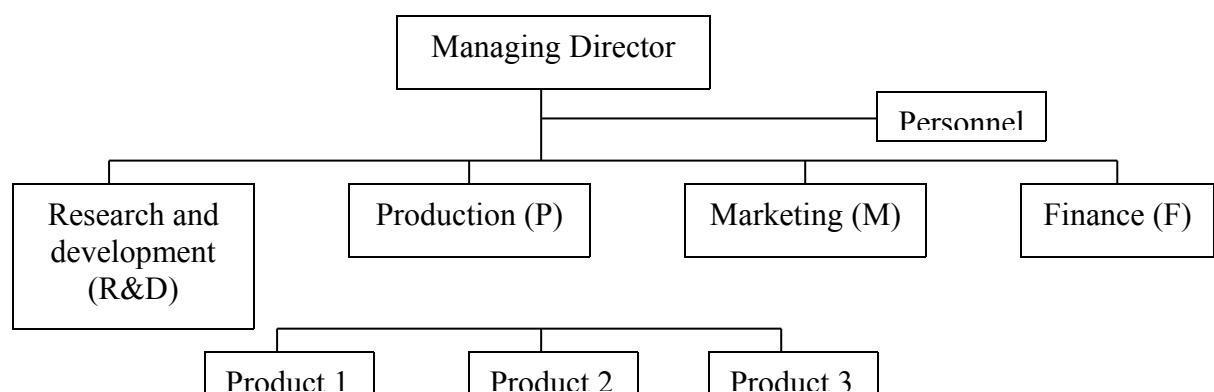 Managing Director
Personnel
Research and
development
(R&D)
Production (P)
Marketing (M)
Finance (F)
Product 1
Product 2
Product 3